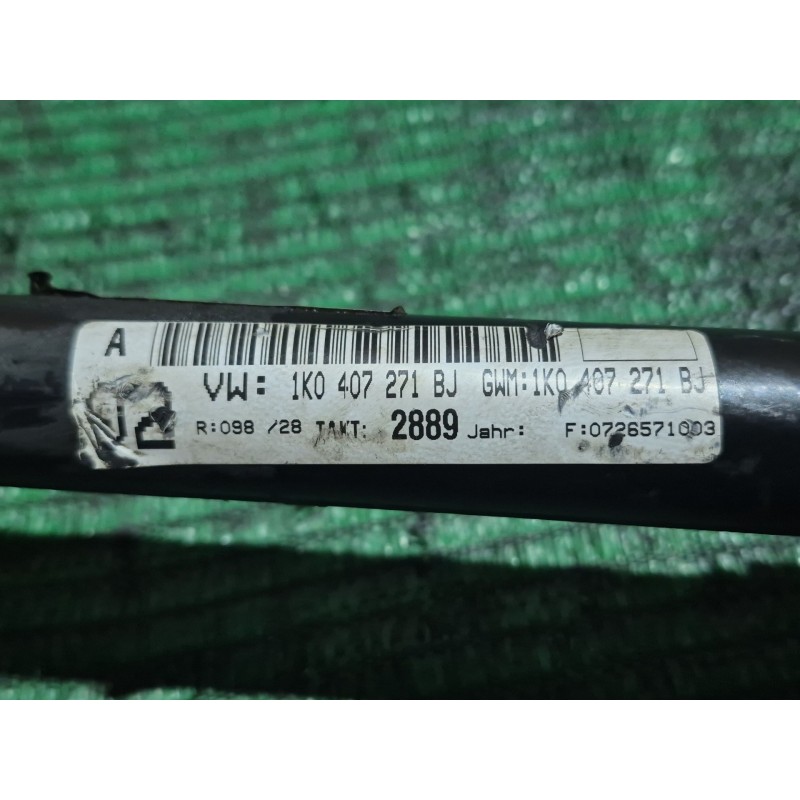 A
VW: 1K0 407 271 BJ GWM:1K0 407 271 BJ
R:098 /28 TAKT: 2889 Jahr: F:0726571003